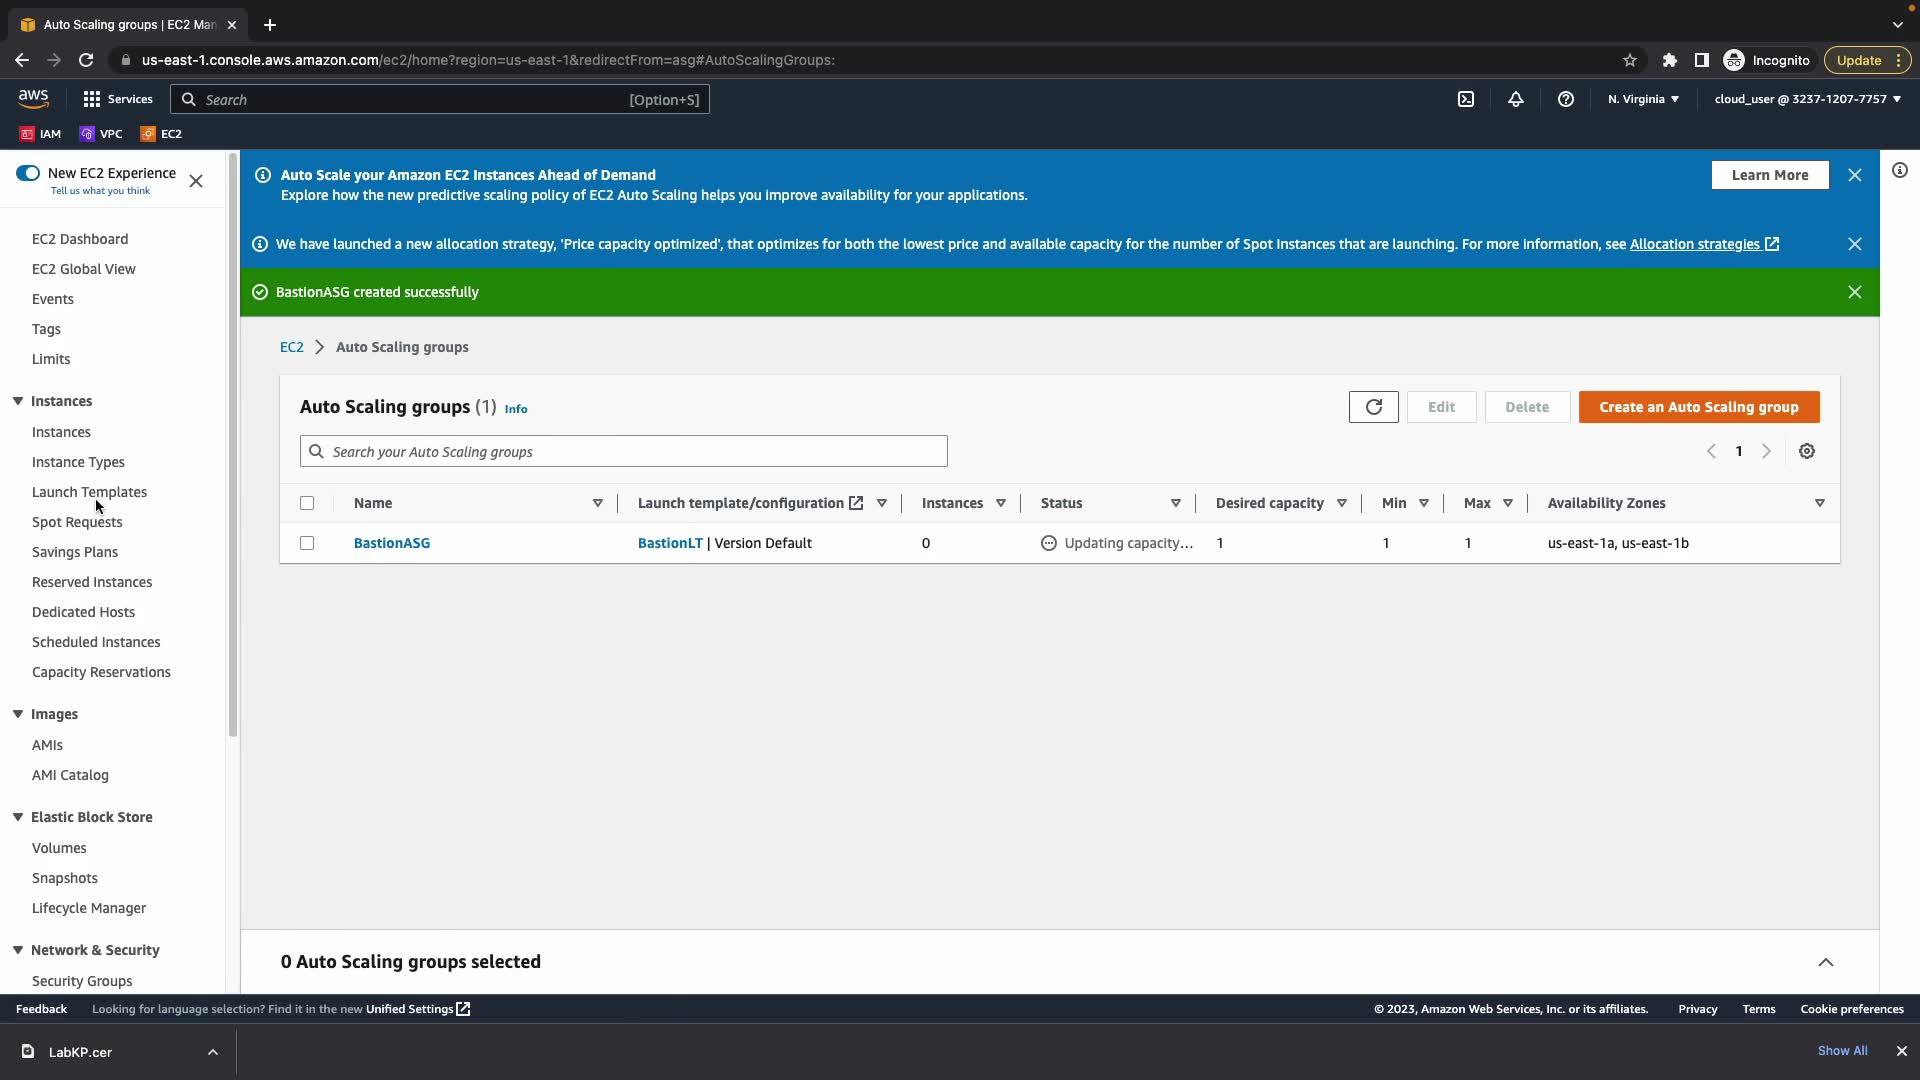 Auto Scaling groups | EC2 Man
us-east-1.console.aws.amazon.com/ec2/home?region=us-east-1&redirectFrom=asg#AutoScalingGroups:
Incognito
Update
aws
Services
Search
[Option+S]
N. Virginia
cloud_user @ 3237-1207-7757
IAM
VPC
EC2
New EC2 Experience
Tell us what you think
EC2 Dashboard
EC2 Global View
Events
Tags
Limits
Instances
Instances
Instance Types
Launch Templates
Spot Requests
Savings Plans
Reserved Instances
Dedicated Hosts
Scheduled Instances
Capacity Reservations
Images
AMIs
AMI Catalog
Elastic Block Store
Volumes
Snapshots
Lifecycle Manager
Network & Security
Security Groups
Auto Scale your Amazon EC2 Instances Ahead of Demand
Explore how the new predictive scaling policy of EC2 Auto Scaling helps you improve availability for your applications.
Learn More
We have launched a new allocation strategy, 'Price capacity optimized', that optimizes for both the lowest price and available capacity for the number of Spot Instances that are launching. For more information, see Allocation strategies
BastionASG created successfully
EC2 > Auto Scaling groups
Auto Scaling groups (1) Info
Edit
Delete
Create an Auto Scaling group
Search your Auto Scaling groups
1
Name | Launch template/configuration | Instances | Status | Desired capacity | Min | Max | Availability Zones
BastionASG BastionLT | Version Default 0 Updating capacity... 1 1 1 us-east-1a, us-east-1b
0 Auto Scaling groups selected
Feedback
Looking for language selection? Find it in the new Unified Settings
© 2023, Amazon Web Services, Inc. or its affiliates.
Privacy
Terms
Cookie preferences
LabKP.cer
Show All